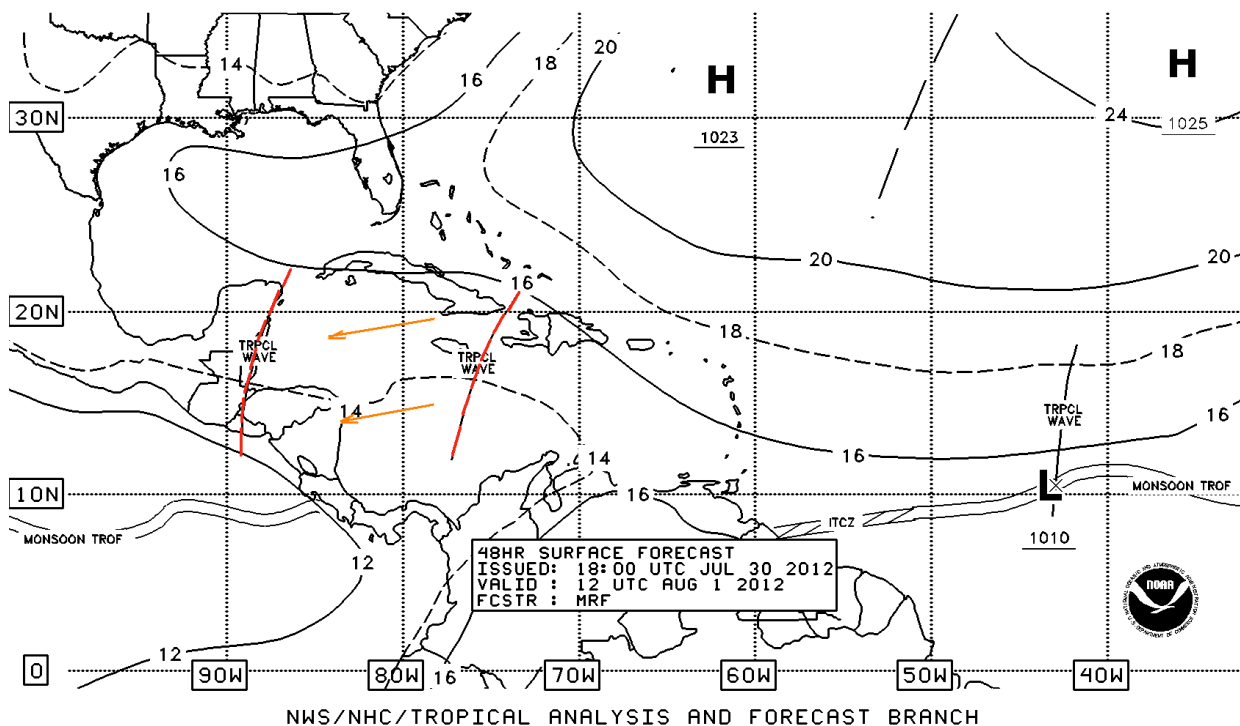 14
16
18
20
H
1023
H
24
1025
30N
16
16
20
20
20N
18
18
TRPCL
WAVE
TRPCL
WAVE
14
14
16
16
TRPCL
WAVE
10N
16
L
MONSOON TROF
ITCZ
1010
MONSOON TROF
12
48HR SURFACE FORECAST
ISSUED: 18:00 UTC JUL 30 2012
VALID : 12 UTC AUG 1 2012
FCSTR : MRF
NOAA
12
0
90W
80W
16
70W
60W
50W
40W
NWS/NHC/TROPICAL ANALYSIS AND FORECAST BRANCH